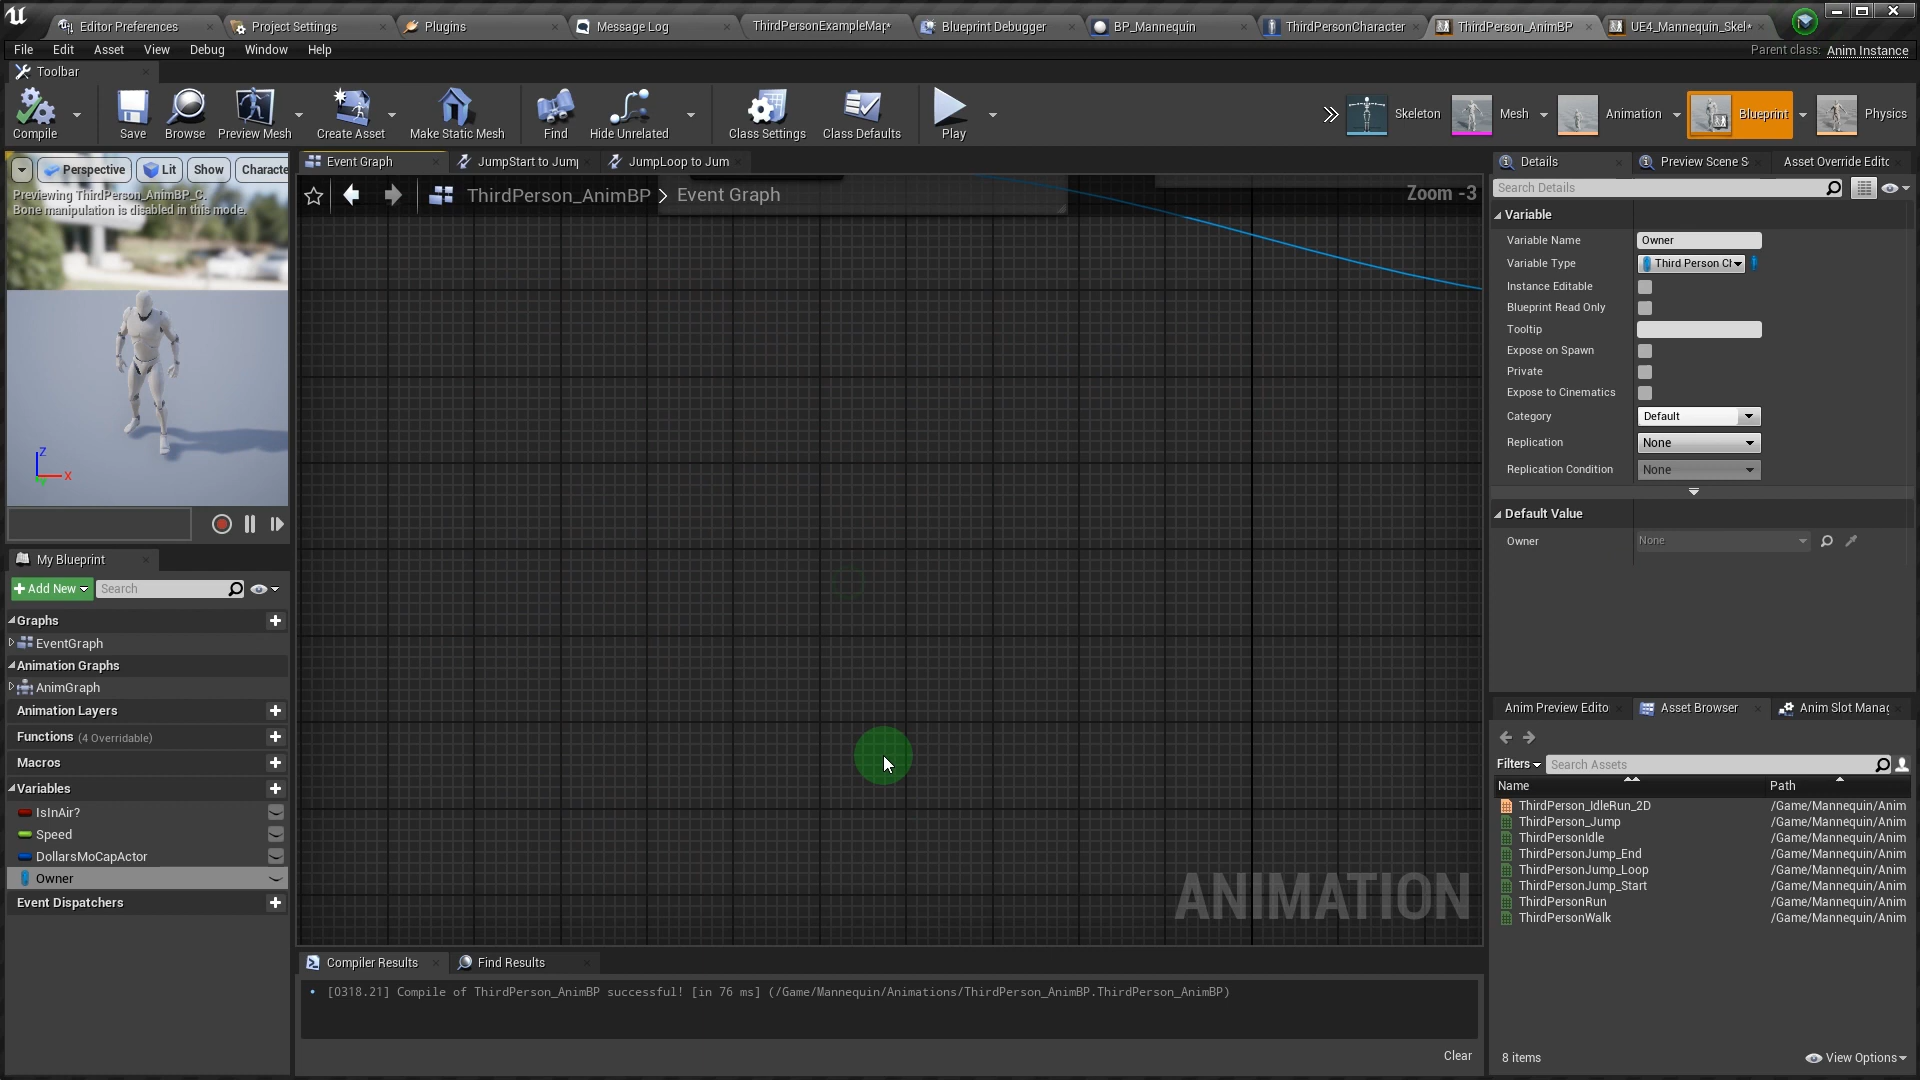 Editor Preferences
Project Settings
Plugins
Message Log
ThirdPersonExampleMap*
Blueprint Debugger
BP_Mannequin
ThirdPersonCharacter
ThirdPerson_AnimBP
UE4_Mannequin_Skel*
File Edit Asset View Debug Window Help
Parent class: Anim Instance
Toolbar
Compile
Save
Browse
Preview Mesh
Create Asset
Make Static Mesh
Find
Hide Unrelated
Class Settings
Class Defaults
Play
Skeleton
Mesh
Animation
Blueprint
Physics
Perspective
Lit
Show
Characte
Previewing ThirdPerson_AnimBP_C.
Bone manipulation is disabled in this mode.
Z
X
Event Graph
JumpStart to Jump
JumpLoop to Jum
ThirdPerson_AnimBP > Event Graph
Zoom -3
ANIMATION
My Blueprint
Add New
Search
Graphs
EventGraph
Animation Graphs
AnimGraph
Animation Layers
Functions (4 Overridable)
Macros
Variables
IsInAir?
Speed
DollarsMoCapActor
Owner
Event Dispatchers
Compiler Results
Find Results
[0318.21] Compile of ThirdPerson_AnimBP successful! [in 76 ms] (/Game/Mannequin/Animations/ThirdPerson_AnimBP.ThirdPerson_AnimBP)
Clear
Details
Preview Scene S
Asset Override Edito
Search Details
Variable
Variable Name Owner
Variable Type Third Person Ch
Instance Editable
Blueprint Read Only
Tooltip
Expose on Spawn
Private
Expose to Cinematics
Category Default
Replication None
Replication Condition None
Default Value
Owner None
Anim Preview Edito
Asset Browser
Anim Slot Manag
Filters
Search Assets
Name Path
ThirdPerson_IdleRun_2D /Game/Mannequin/Anim
ThirdPerson_Jump /Game/Mannequin/Anim
ThirdPersonIdle /Game/Mannequin/Anim
ThirdPersonJump_End /Game/Mannequin/Anim
ThirdPersonJump_Loop /Game/Mannequin/Anim
ThirdPersonJump_Start /Game/Mannequin/Anim
ThirdPersonRun /Game/Mannequin/Anim
ThirdPersonWalk /Game/Mannequin/Anim
8 items
View Options